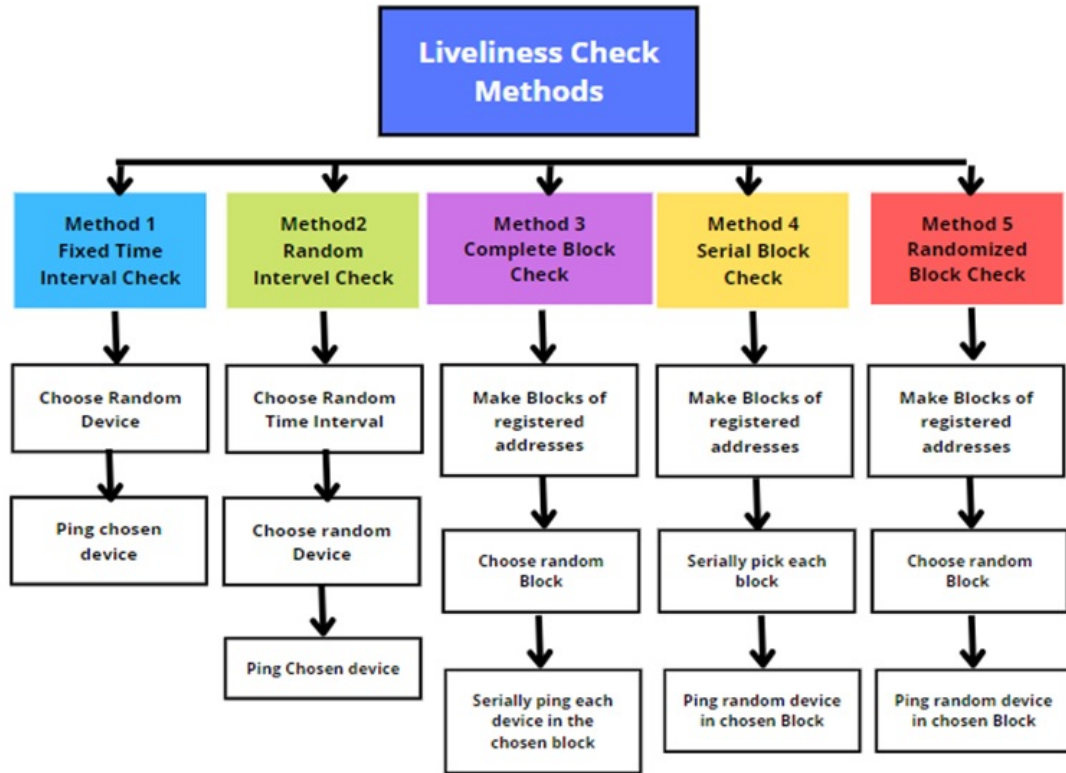 Liveliness Check
Methods
Method 1
Fixed Time
Interval Check
Choose Random
Device
Ping chosen
device
Method2
Random
Intervel Check
Choose Random
Time Interval
Choose random
Device
Ping Chosen device
Method 3
Complete Block
Check
Make Blocks of
registered
addresses
Choose random
Block
Serially ping each
device in the
chosen block
Method 4
Serial Block
Check
Make Blocks of
registered
addresses
Serially pick each
block
Ping random device
in chosen Block
Method 5
Randomized
Block Check
Make Blocks of
registered
addresses
Choose random
Block
Ping random device
in chosen Block